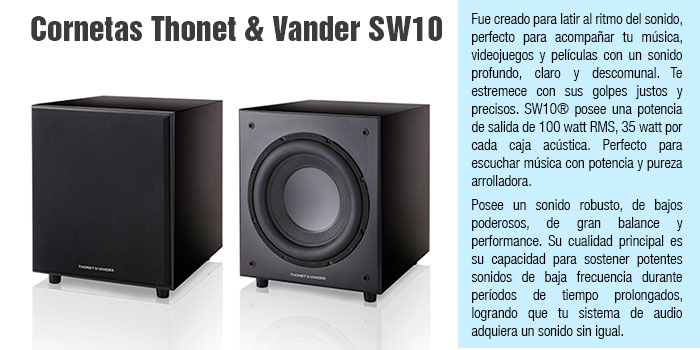 Cornetas Thonet & Vander SW10
Fue creado para latir al ritmo del sonido,
perfecto para acompañar tu música,
videojuegos y películas con un sonido
profundo, claro y descomunal. Te
estremece con sus golpes justos y
precisos. SW10® posee una potencia
de salida de 100 watt RMS, 35 watt por
cada caja acústica. Perfecto para
escuchar música con potencia y pureza
arrolladora.
Posee un sonido robusto, de bajos
poderosos, de gran balance y
performance. Su cualidad principal es
su capacidad para sostener potentes
sonidos de baja frecuencia durante
períodos de tiempo prolongados,
logrando que tu sistema de audio
adquiera un sonido sin igual.
THONET & VANDER
THONET & VANDER